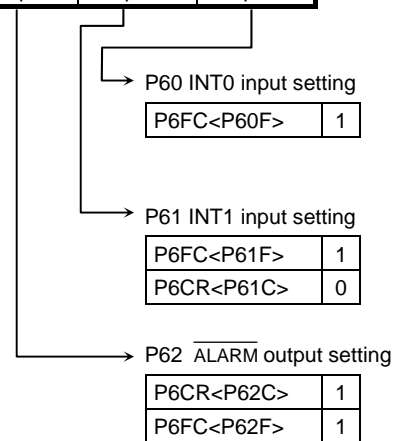 P60 INT0 input setting
P6FC<P60F> 1
P61 INT1 input setting
P6FC<P61F> 1
P6CR<P61C> 0
P62 ALARM output setting
P6CR<P62C> 1
P6FC<P62F> 1